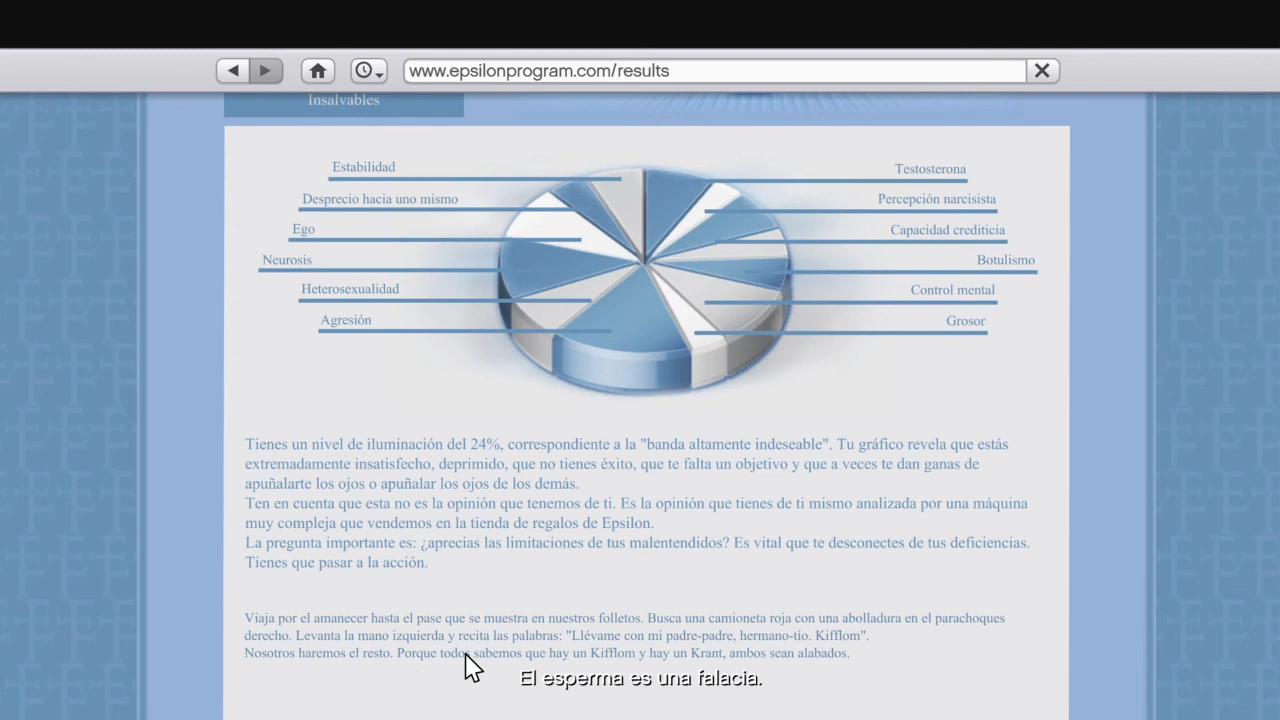 www.epsilonprogram.com/results
Insalvables
Estabilidad
Desprecio hacia uno mismo
Ego
Neurosis
Heterosexualidad
Agresión
Testosterona
Percepción narcisista
Capacidad crediticia
Botulismo
Control mental
Grosor
Tienes un nivel de iluminación del 24%, correspondiente a la "banda altamente indeseable". Tu gráfico revela que estás
extremadamente insatisfecho, deprimido, que no tienes éxito, que te falta un objetivo y que a veces te dan ganas de
apuñalarte los ojos o apuñalar los ojos de los demás.
Ten en cuenta que esta no es la opinión que tenemos de ti. Es la opinión que tienes de ti mismo analizada por una máquina
muy compleja que vendemos en la tienda de regalos de Epsilon.
La pregunta importante es: ¿aprecias las limitaciones de tus malentendidos? Es vital que te desconectes de tus deficiencias.
Tienes que pasar a la acción.
Viaja por el amanecer hasta el pase que se muestra en nuestros folletos. Busca una camioneta roja con una abolladura en el parachoques
derecho. Levanta la mano izquierda y recita las palabras: "Llévame con mi padre-padre, hermano-tío. Kifflom".
Nosotros haremos el resto. Porque todos sabemos que hay un Kifflom y hay un Krant, ambos sean alabados.
El esperma es una falacia.